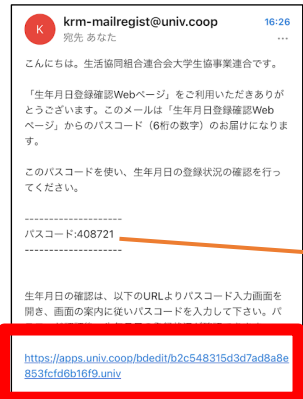 K
krm-mailregist@univ.coop 16:26
宛先 あなた ...
こんにちは。生活協同組合連合会大学生協事業連合です。
「生年月日登録確認Webページ」をご利用いただきありが
とうございます。このメールは「生年月日登録確認Web
ページ」からのパスコード（6桁の数字）のお届けになりま
す。
このパスコードを使い、生年月日の登録状況の確認を行っ
てください。
--------------------
パスコード:408721
--------------------
生年月日の確認は、以下のURLよりパスコード入力画面を
開き、画面の案内に従いパスコードを入力して下さい。パ
https://apps.univ.coop/bdedit/b2c548315d3d7ad8a8e
853fcfd6b16f9.univ